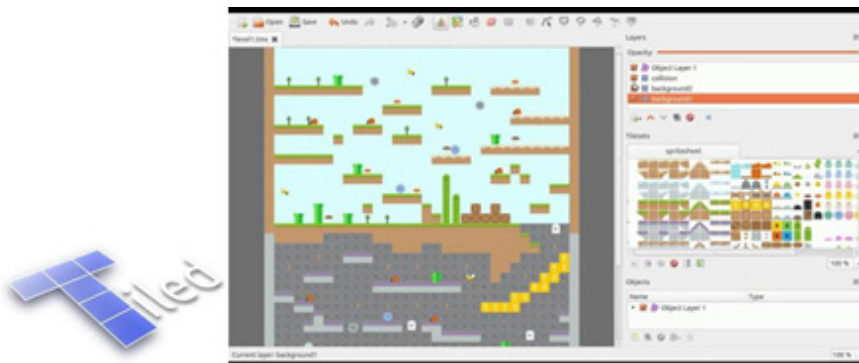 Tiled
Open Save Undo
*level1.tmx
Layers
Opacity:
Object Layer 1
collision
background2
background1
Tilesets
spritesheet
100 %
Objects
Name Type
Object Layer 1
Current layer: background1 100 %